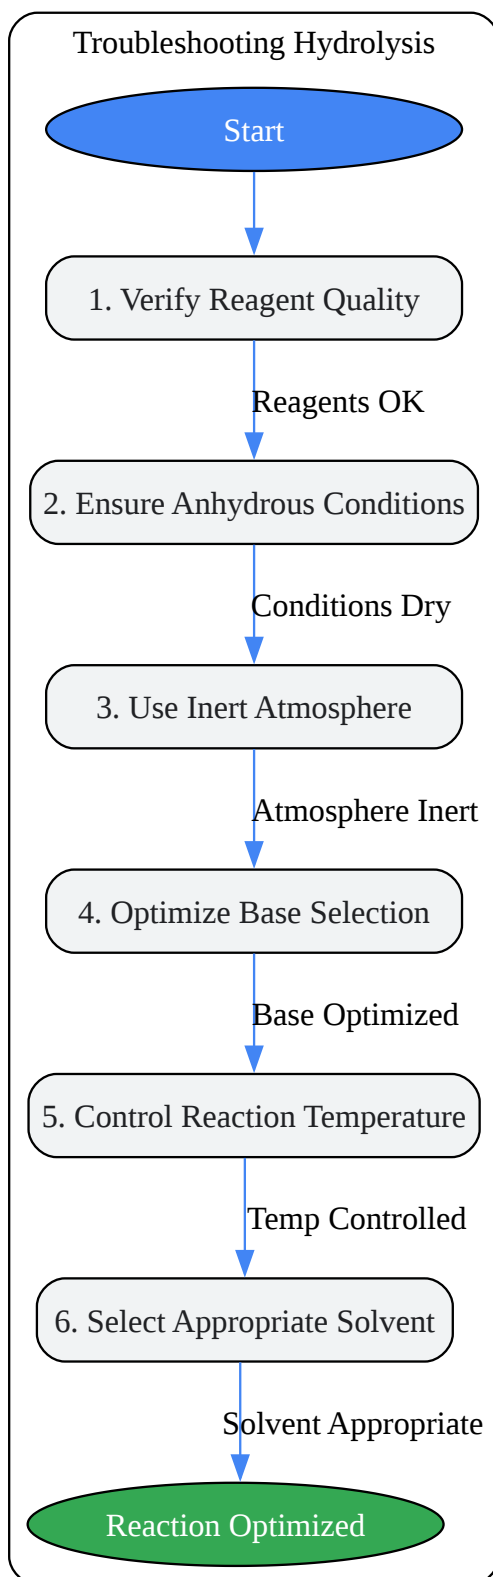 Troubleshooting Hydrolysis
Start
1. Verify Reagent Quality
Reagents OK
2. Ensure Anhydrous Conditions
Conditions Dry
3. Use Inert Atmosphere
Atmosphere Inert
4. Optimize Base Selection
Base Optimized
5. Control Reaction Temperature
Temp Controlled
6. Select Appropriate Solvent
Solvent Appropriate
Reaction Optimized